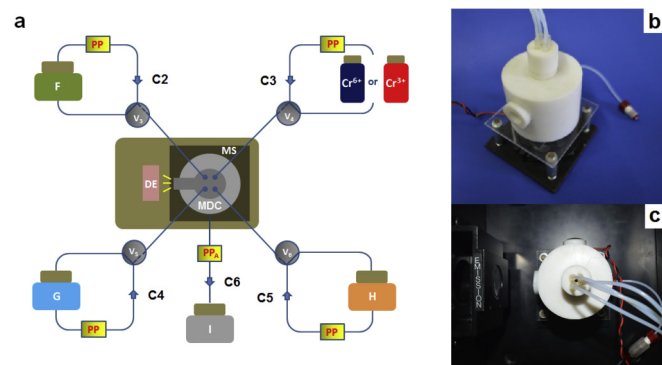 a
PP
F
C2
V₃
PP
C3
Cr⁶⁺ or Cr³⁺
V₄
MS
DE
MDC
V₅
PPA
V₆
G
C4
C6
C5
H
PP
I
PP
b
c
EMISSION